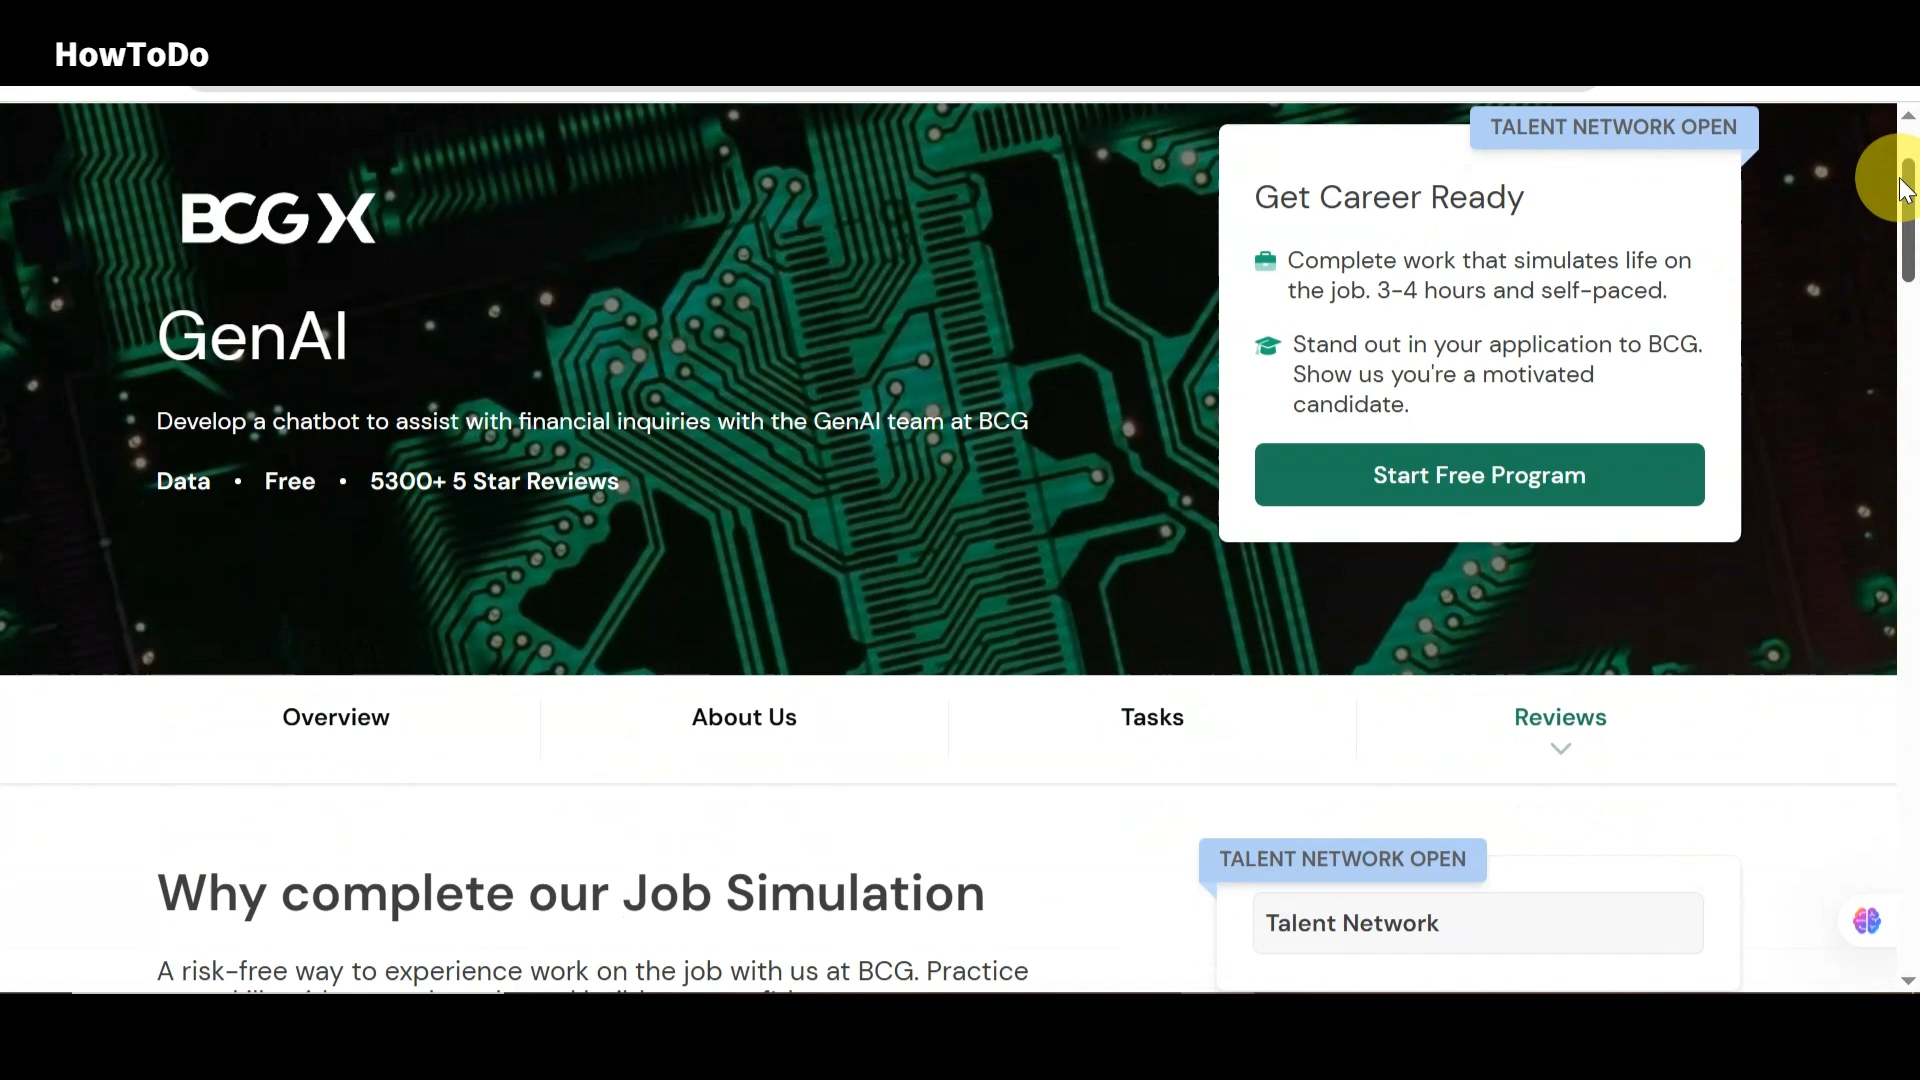 HowToDo
TALENT NETWORK OPEN
BCG X
Get Career Ready
Complete work that simulates life on
the job. 3-4 hours and self-paced.
GenAI
Stand out in your application to BCG.
Show us you're a motivated
candidate.
Develop a chatbot to assist with financial inquiries with the GenAI team at BCG
Data • Free • 5300+ 5 Star Reviews
Start Free Program
Overview
About Us
Tasks
Reviews
TALENT NETWORK OPEN
Why complete our Job Simulation
Talent Network
A risk-free way to experience work on the job with us at BCG. Practice